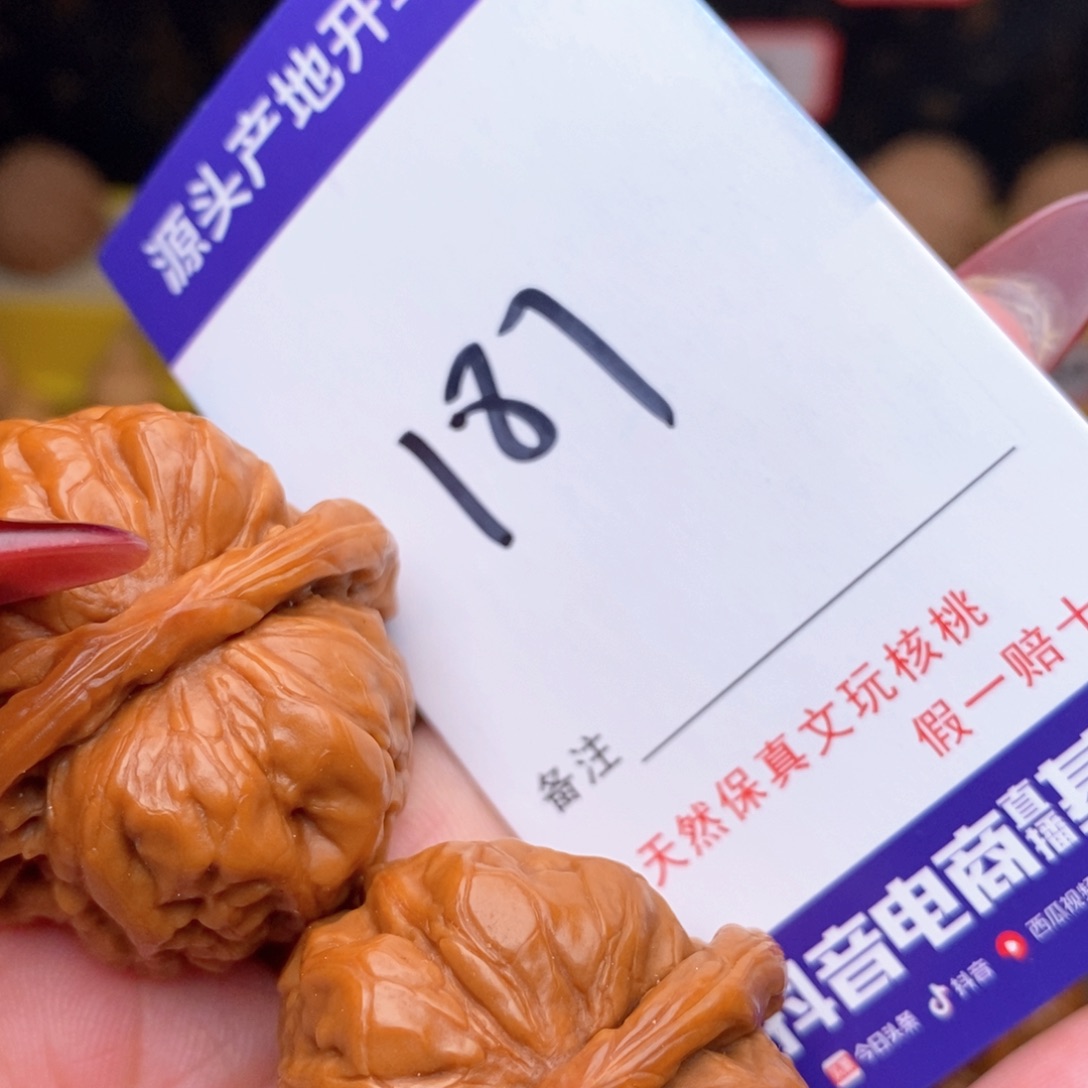 源头产地开
187
备注
天然保真文玩核桃
假一赔十
抖音电商
直播
今日头条 抖音 西瓜视